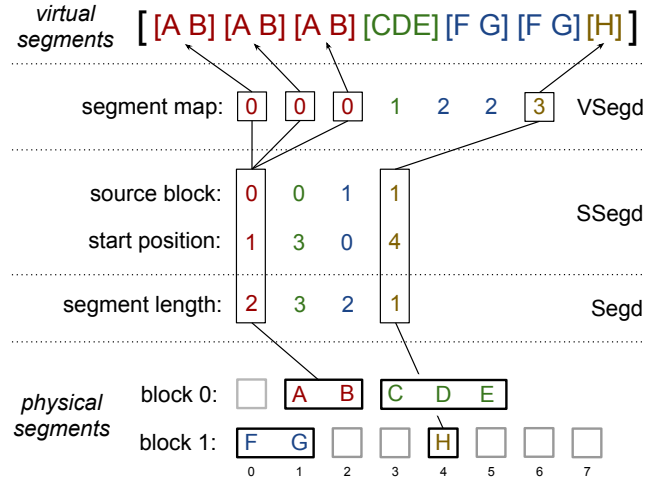 virtual segments [ [A B] [A B] [A B] [CDE] [F G] [F G] [H] ]
segment map: 0 0 0 1 2 2 3 VSegd
source block: 0 0 1 1
SSegd
start position: 1 3 0 4
segment length: 2 3 2 1 Segd
physical segments
block 0: A B C D E
block 1: F G H
0 1 2 3 4 5 6 7